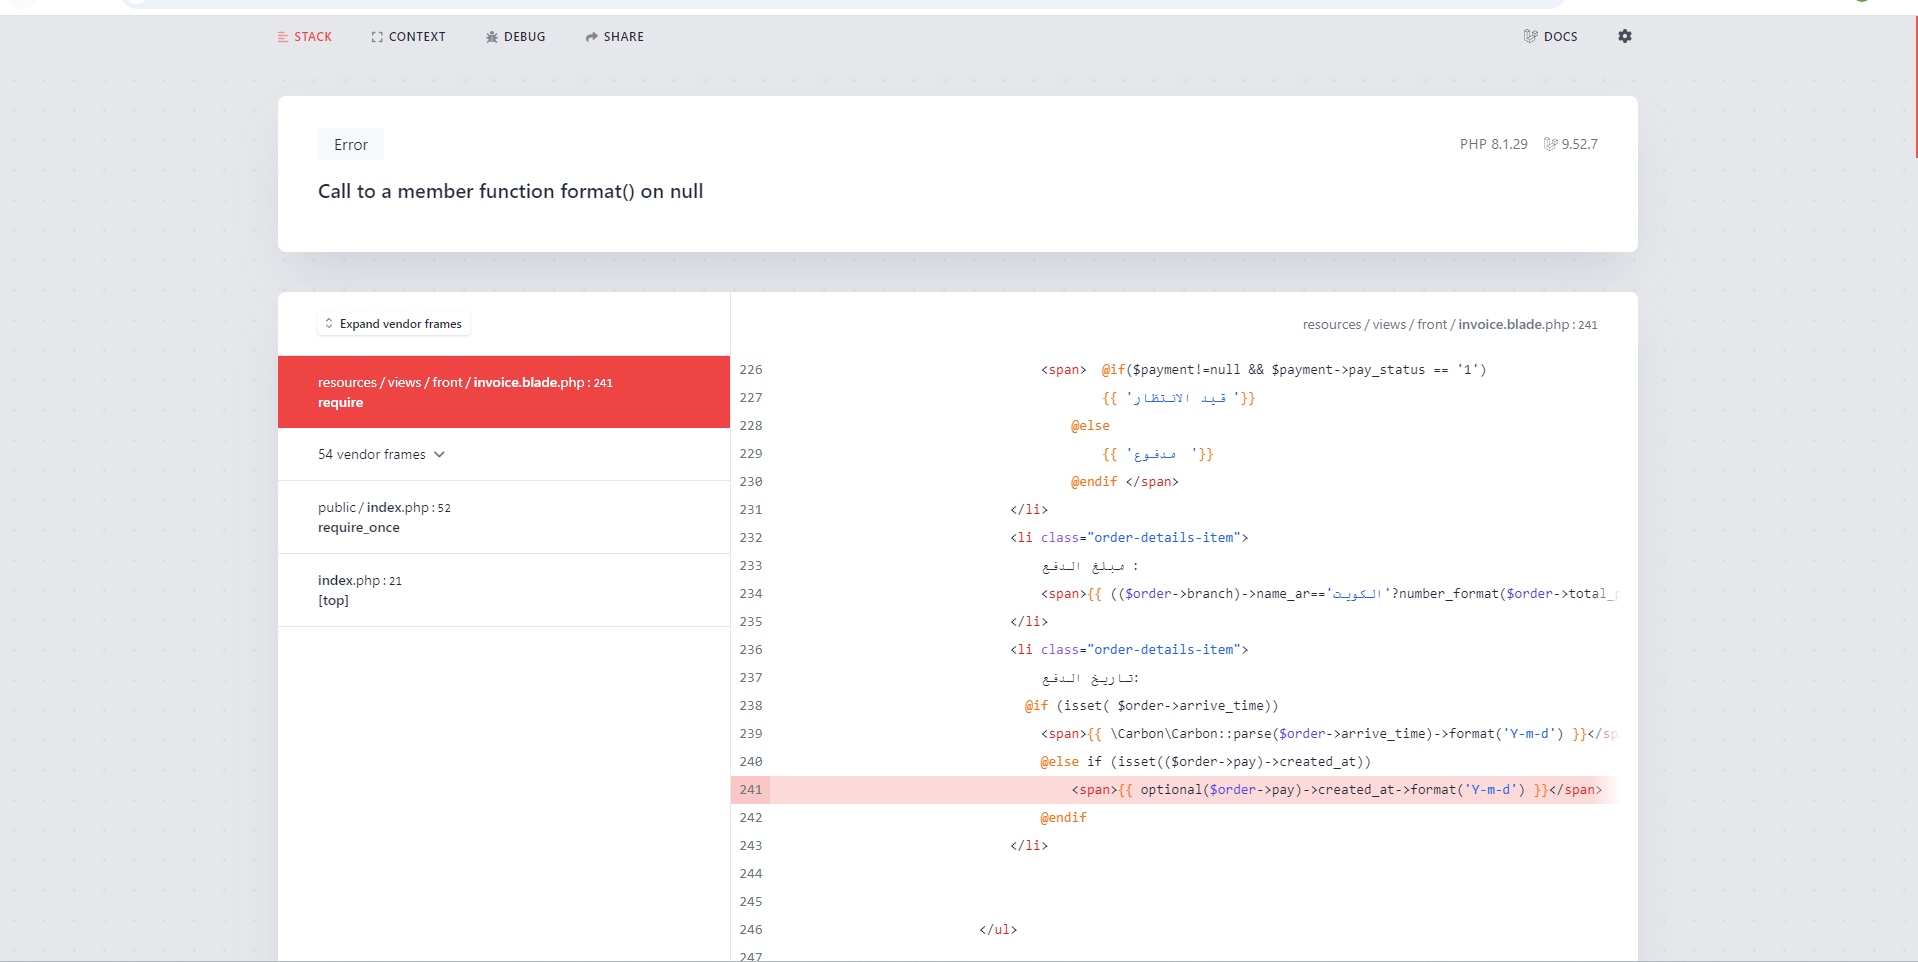 STACK
CONTEXT
DEBUG
SHARE
DOCS
Error
PHP 8.1.29
9.52.7
Call to a member function format() on null
Expand vendor frames
resources / views / front / invoice.blade.php : 241
require
54 vendor frames
public / index.php : 52
require_once
index.php : 21
[top]
resources / views / front / invoice.blade.php : 241
226 <span>  @if($payment!=null && $payment->pay_status == '1')
227 {{ 'قيد الانتظار '}}
228 @else
229 {{ 'مدفوع  '}}
230 @endif </span>
231 </li>
232 <li class="order-details-item">
233 مبلغ الدفع :
234 <span>{{ (($order->branch)->name_ar=='الكويت'?number_format($order->total_p
235 </li>
236 <li class="order-details-item">
237 تاريخ الدفع:
238 @if (isset( $order->arrive_time))
239 <span>{{ \Carbon\Carbon::parse($order->arrive_time)->format('Y-m-d') }}</sp
240 @else if (isset(($order->pay)->created_at))
241 <span>{{ optional($order->pay)->created_at->format('Y-m-d') }}</span>
242 @endif
243 </li>
244
245
246 </ul>
247